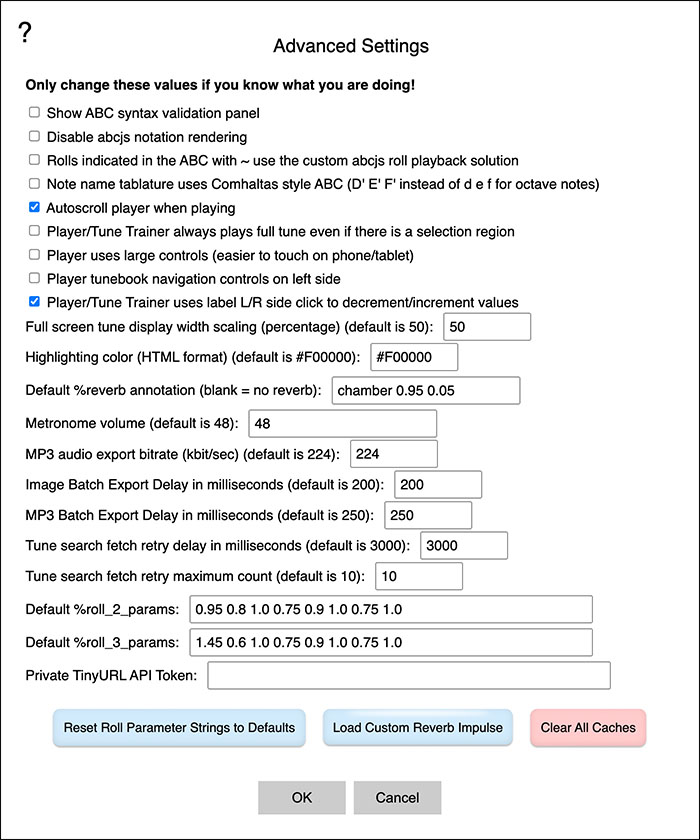 ?
Advanced Settings
Only change these values if you know what you are doing!
Show ABC syntax validation panel
Disable abcjs notation rendering
Rolls indicated in the ABC with ~ use the custom abcjs roll playback solution
Note name tablature uses Comhaltas style ABC (D' E' F' instead of d e f for octave notes)
Autoscroll player when playing
Player/Tune Trainer always plays full tune even if there is a selection region
Player uses large controls (easier to touch on phone/tablet)
Player tunebook navigation controls on left side
Player/Tune Trainer uses label L/R side click to decrement/increment values
Full screen tune display width scaling (percentage) (default is 50): 50
Highlighting color (HTML format) (default is #F00000): #F00000
Default %reverb annotation (blank = no reverb): chamber 0.95 0.05
Metronome volume (default is 48): 48
MP3 audio export bitrate (kbit/sec) (default is 224): 224
Image Batch Export Delay in milliseconds (default is 200): 200
MP3 Batch Export Delay in milliseconds (default is 250): 250
Tune search fetch retry delay in milliseconds (default is 3000): 3000
Tune search fetch retry maximum count (default is 10): 10
Default %roll_2_params: 0.95 0.8 1.0 0.75 0.9 1.0 0.75 1.0
Default %roll_3_params: 1.45 0.6 1.0 0.75 0.9 1.0 0.75 1.0
Private TinyURL API Token:
Reset Roll Parameter Strings to Defaults Load Custom Reverb Impulse Clear All Caches
OK Cancel